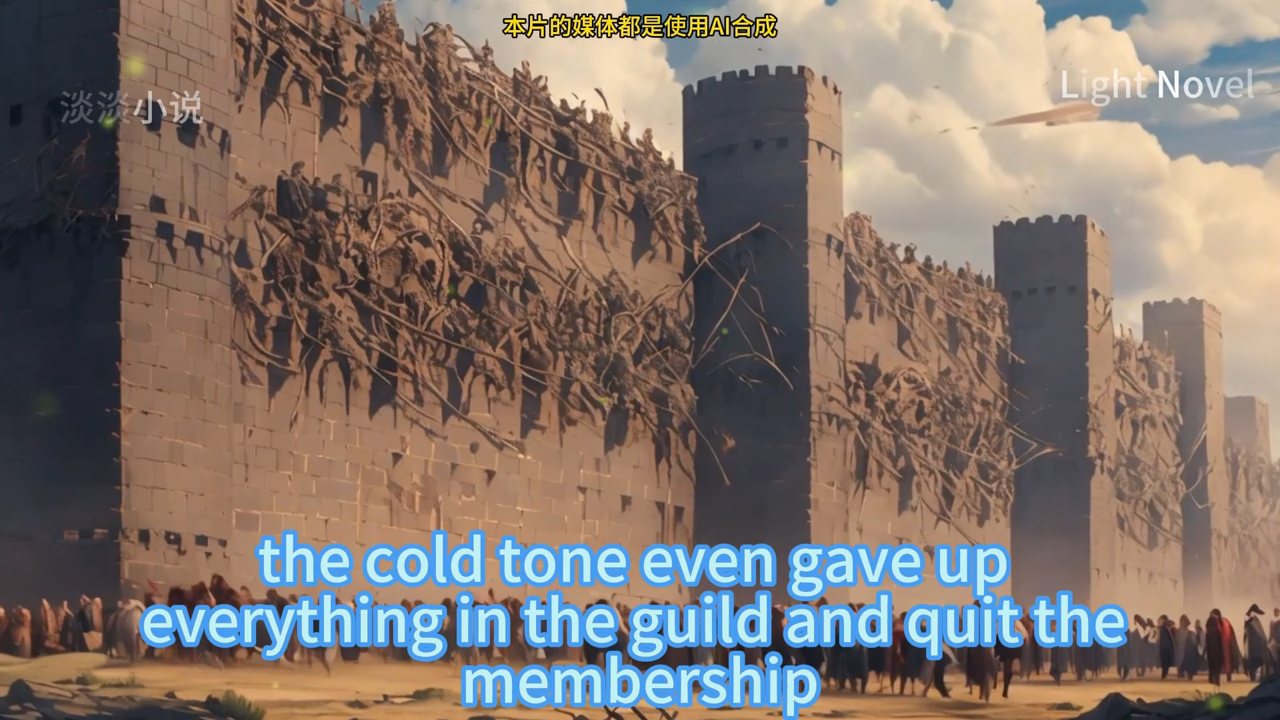 本片的媒体都是使用AI合成
淡淡小说
Light Novel
the cold tone even gave up
everything in the guild and quit the
membership